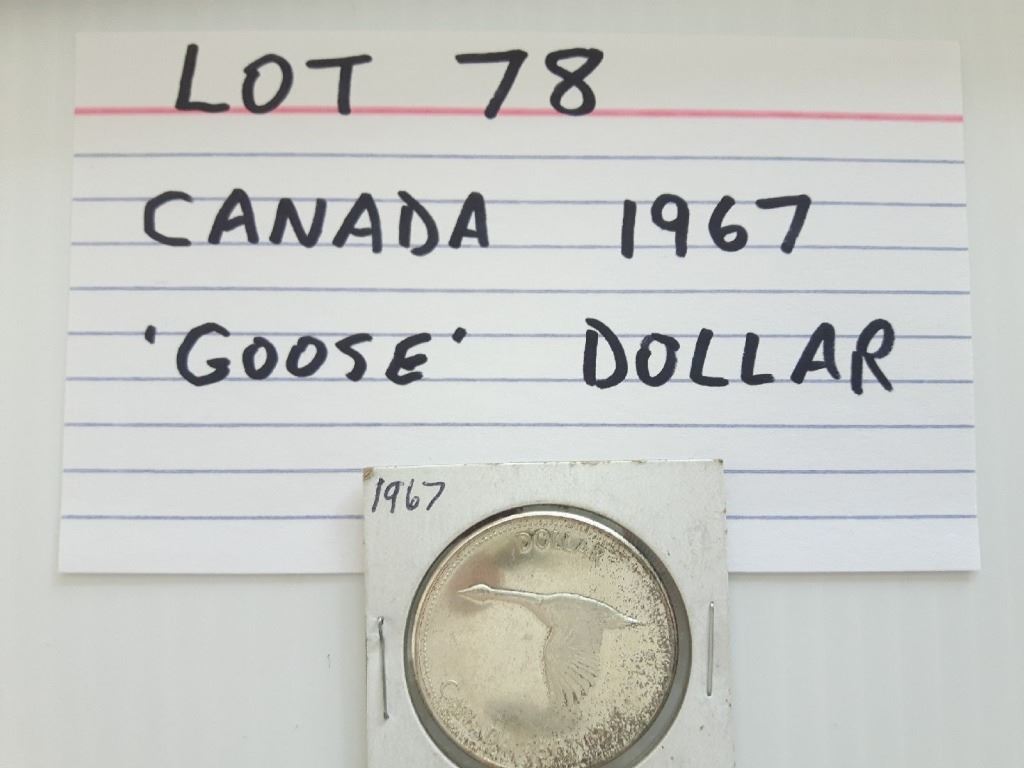 LOT 78
CANADA 1967
'GOOSE' DOLLAR
1967
DOLLAR